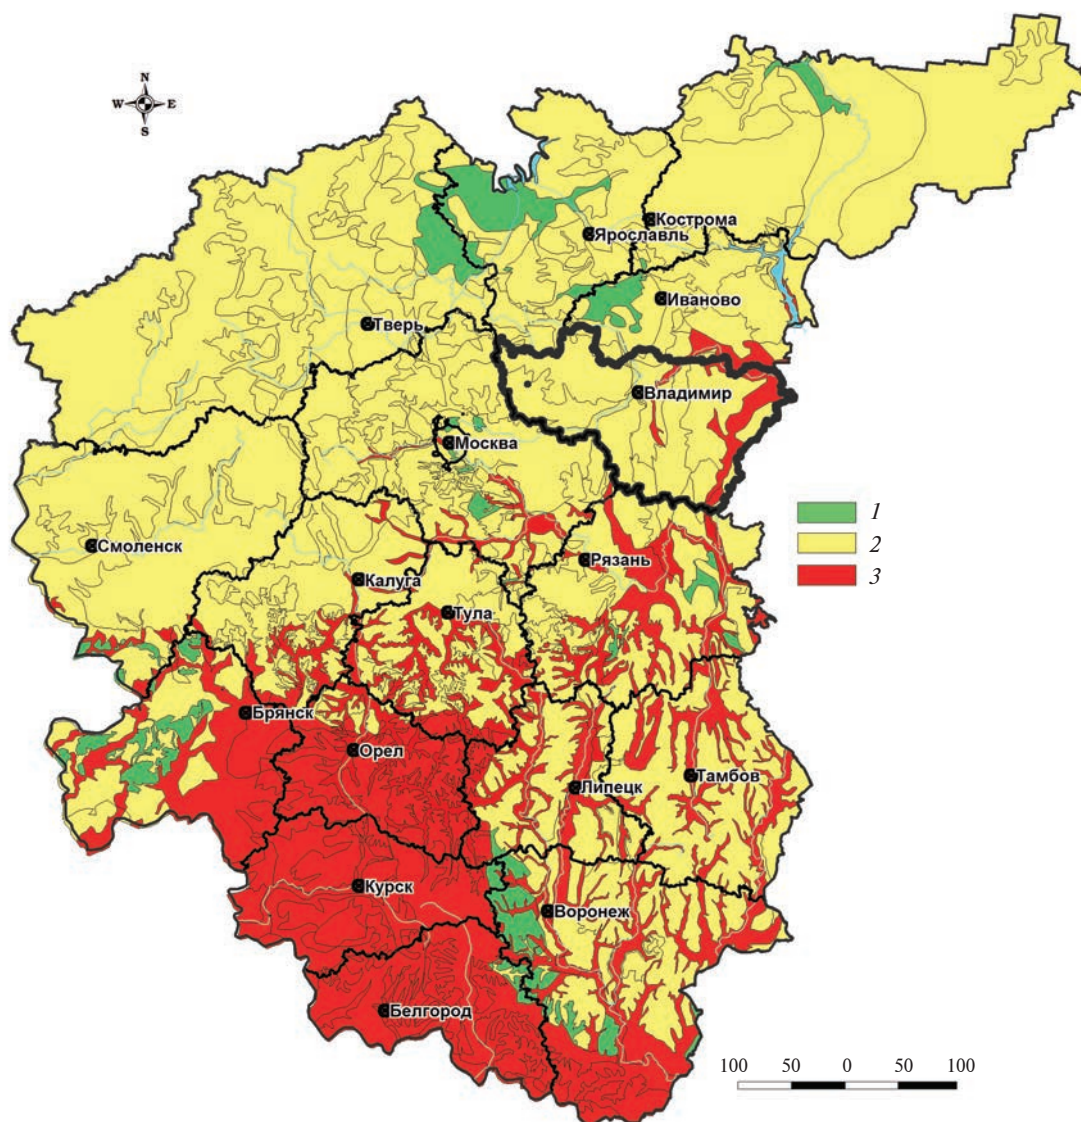 N
W E
S
Кострома
Ярославль
Иваново
Тверь
Владимир
Москва
1
2
3
Смоленск
Рязань
Калуга
Тула
Брянск
Орел
Тамбов
Липецк
Курск
Воронеж
Белгород
100 50 0 50 100